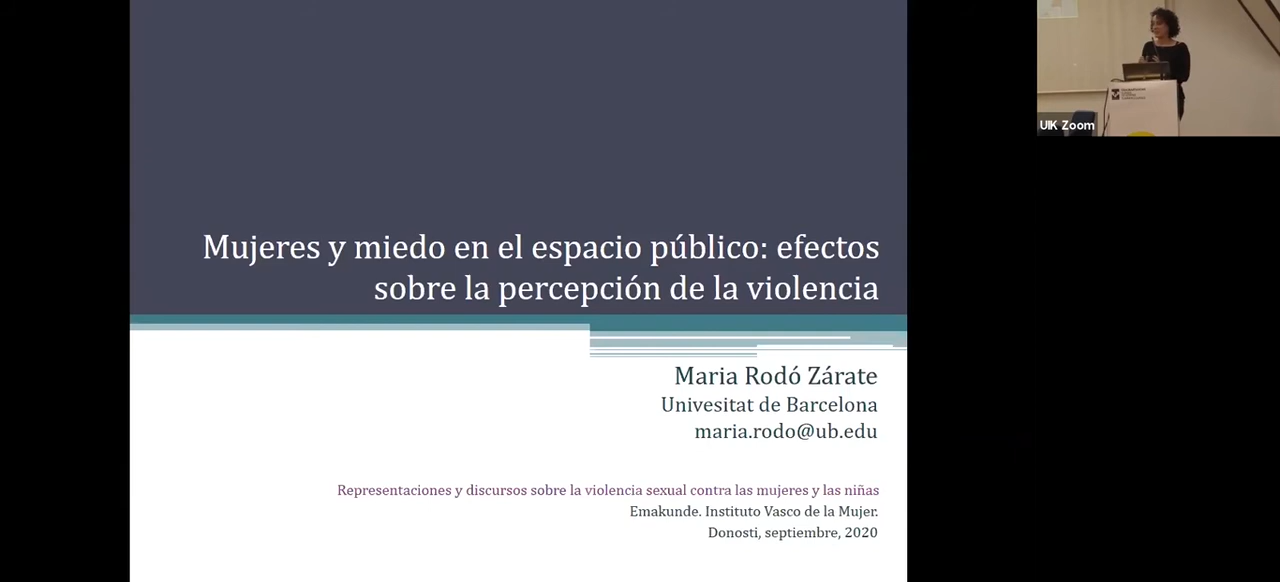 Mujeres y miedo en el espacio público: efectos
sobre la percepción de la violencia
Maria Rodó Zárate
Univesitat de Barcelona
maria.rodo@ub.edu
Representaciones y discursos sobre la violencia sexual contra las mujeres y las niñas
Emakunde. Instituto Vasco de la Mujer.
Donosti, septiembre, 2020
UIK Zoom